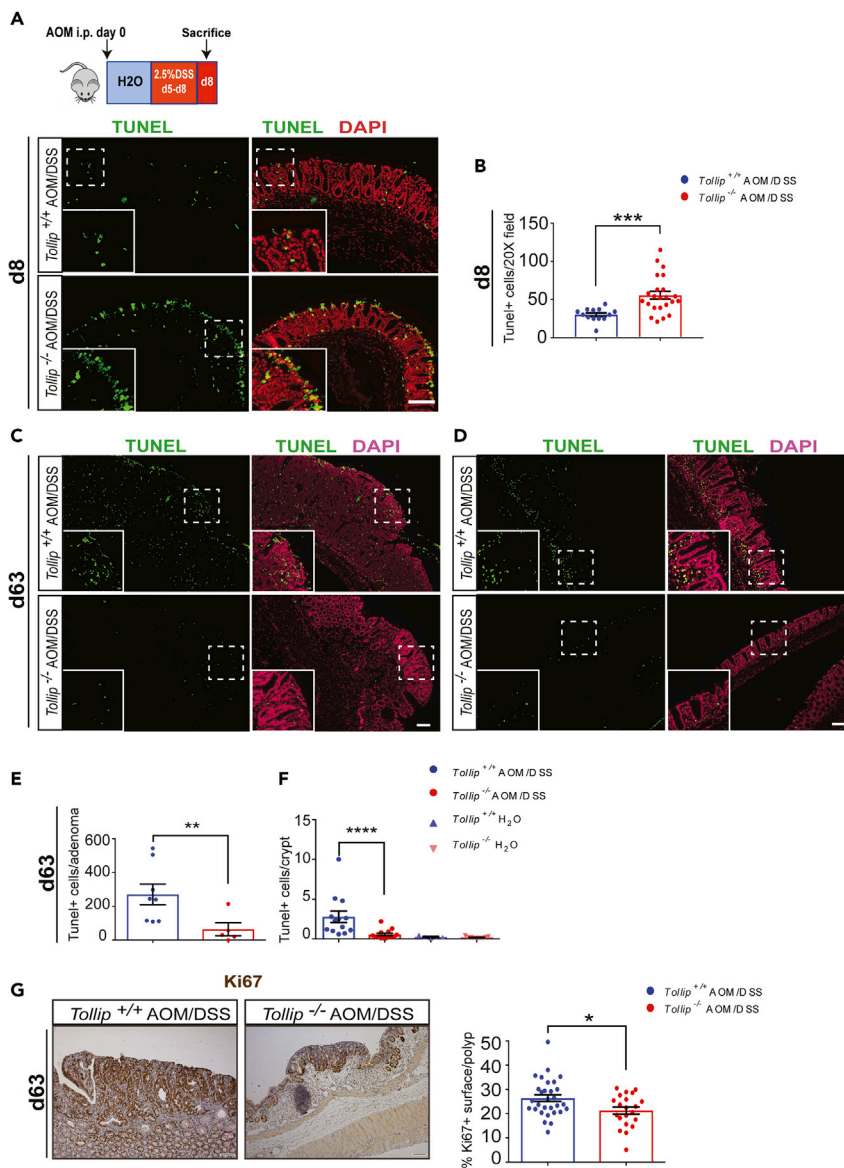 A
AOM i.p. day 0
Sacrifice
H2O
2.5%DSS
d5-d8
d8
TUNEL
TUNEL DAPI
d8
Tollip +/+ AOM/DSS
Tollip -/- AOM/DSS
B
Tollip +/+ AOM/DSS
Tollip -/- AOM/DSS
d8
Tunel+ cells/20X field
150
100
50
0
***
C
TUNEL
TUNEL DAPI
d63
Tollip +/+ AOM/DSS
Tollip -/- AOM/DSS
D
TUNEL
TUNEL DAPI
Tollip +/+ AOM/DSS
Tollip -/- AOM/DSS
E
d63
Tunel+ cells/adenoma
600
400
200
0
**
F
Tunel+ cells/crypt
10
5
0
****
Tollip +/+ AOM/DSS
Tollip -/- AOM/DSS
Tollip +/+ H2O
Tollip -/- H2O
G
Ki67
Tollip +/+ AOM/DSS
Tollip -/- AOM/DSS
d63
Tollip +/+ AOM/DSS
Tollip -/- AOM/DSS
% Ki67+ surface/polyp
60
50
40
30
20
10
0
*